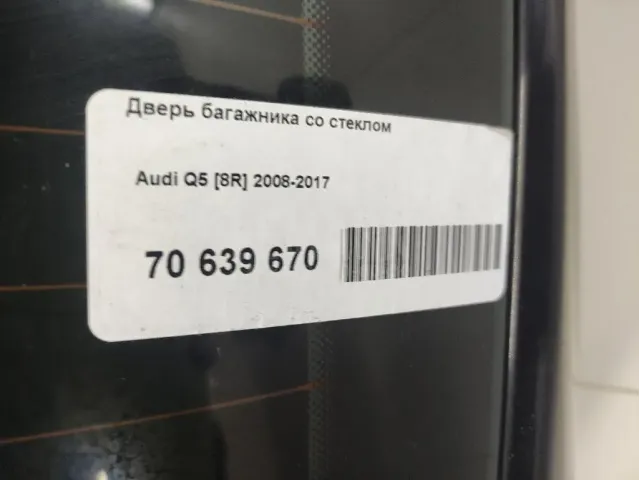 Дверь багажника со стеклом
Audi Q5 [8R] 2008-2017
70 639 670